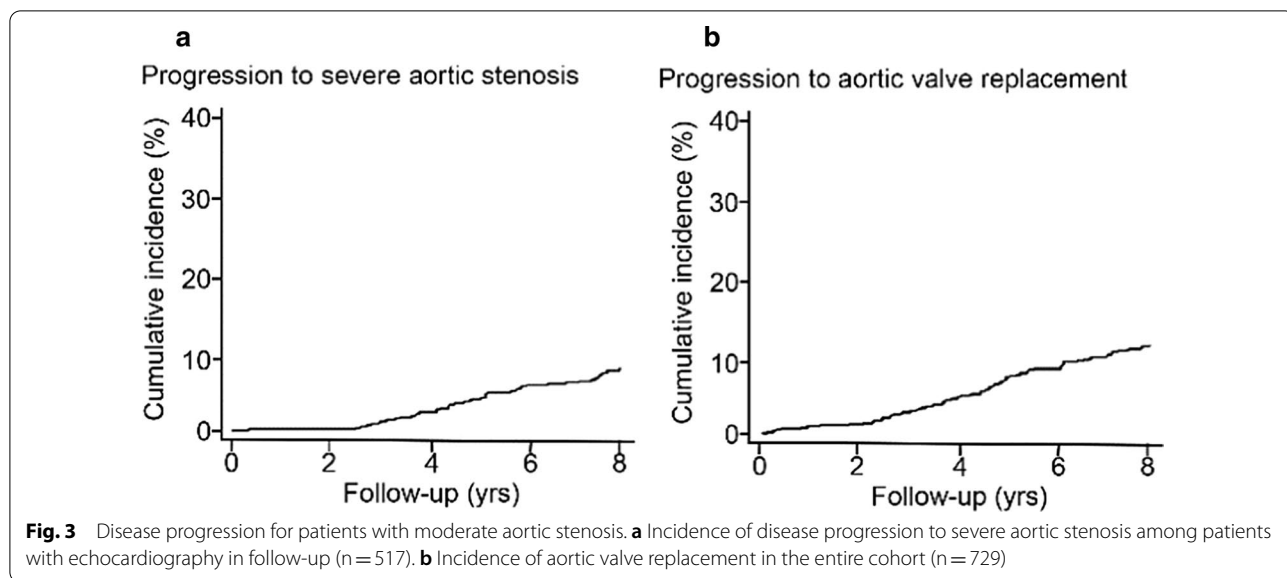 a
Progression to severe aortic stenosis
Cumulative incidence (%)
40
30
20
10
0
0 2 4 6 8
Follow-up (yrs)
b
Progression to aortic valve replacement
Cumulative incidence (%)
40
30
20
10
0
0 2 4 6 8
Follow-up (yrs)
Fig. 3 Disease progression for patients with moderate aortic stenosis. a Incidence of disease progression to severe aortic stenosis among patients
with echocardiography in follow-up (n = 517). b Incidence of aortic valve replacement in the entire cohort (n = 729)